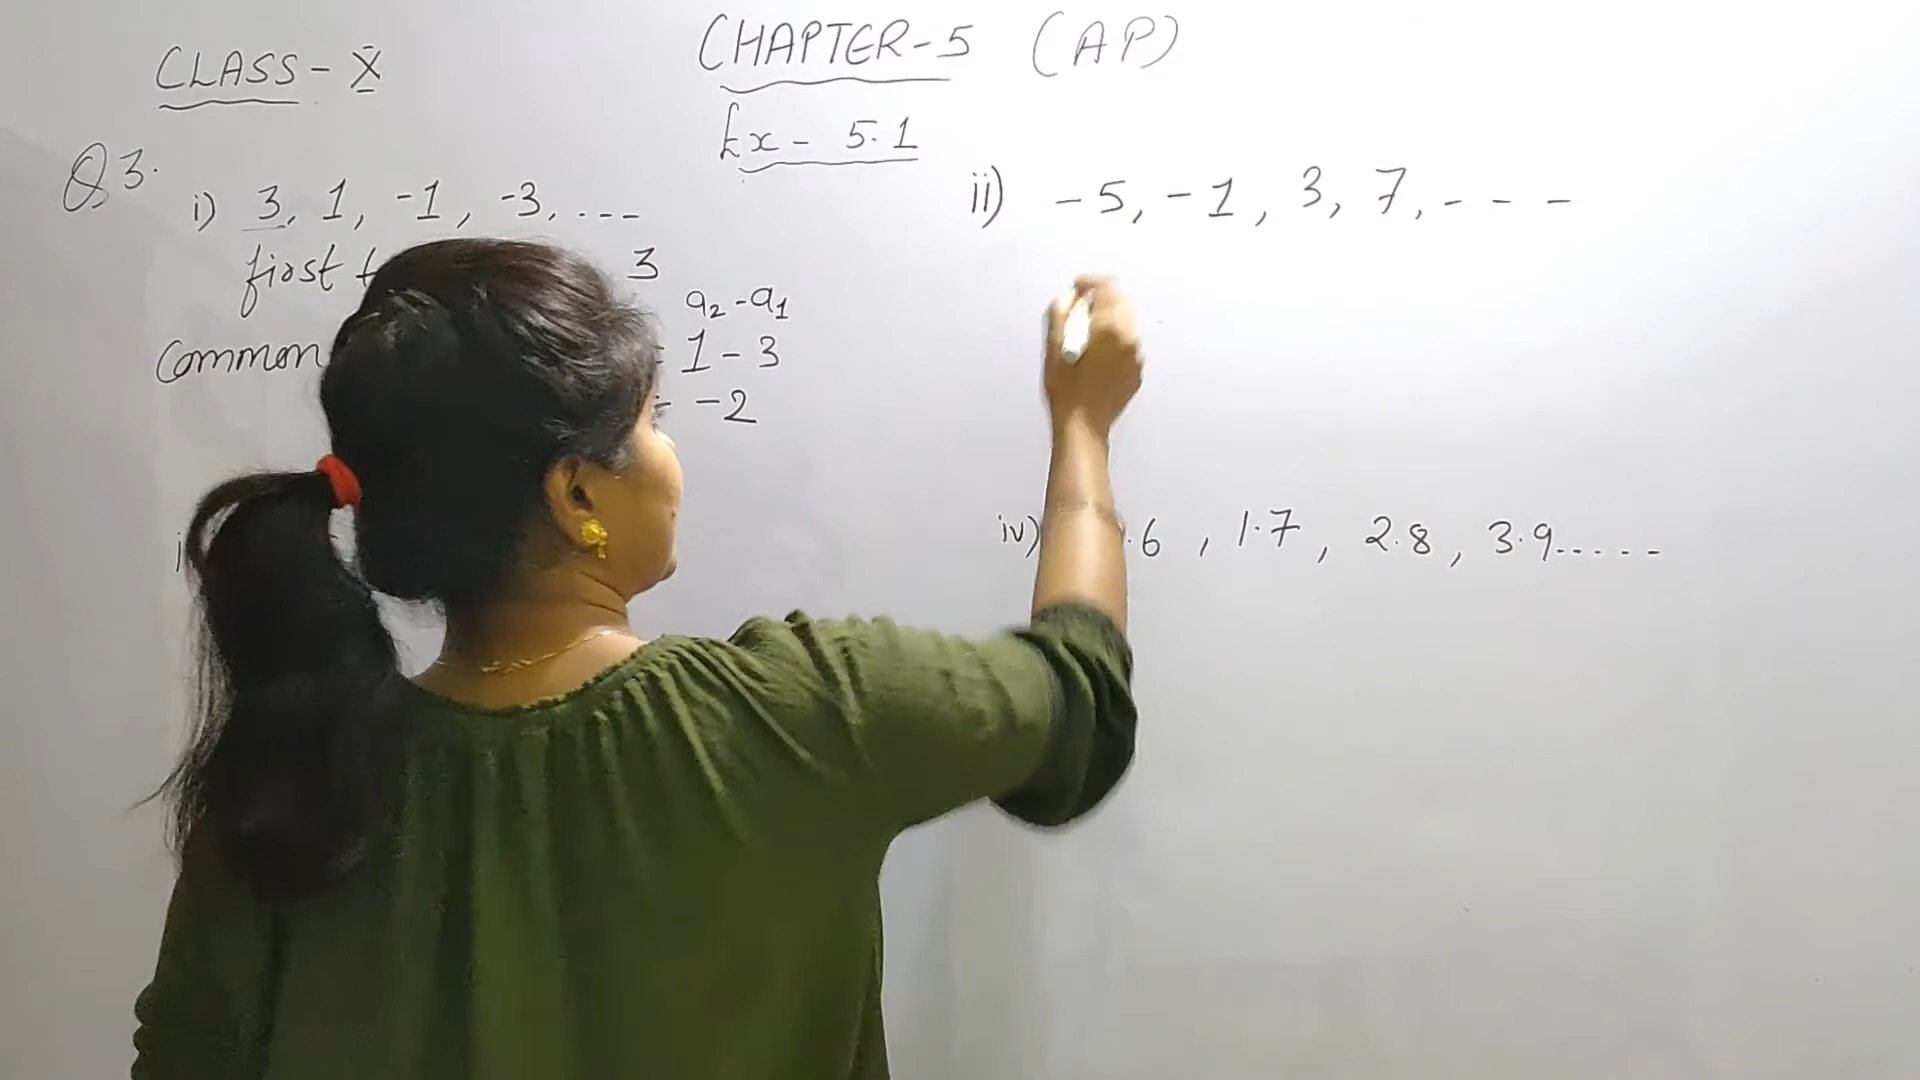 CLASS - X
CHAPTER-5 (AP)
Ex - 5.1
Q3.
i) 3, 1, -1, -3, ---
first 3
a2 - a1
Common = 1 - 3
= -2
ii) -5, -1, 3, 7, - - -
iv) .6 , 1.7 , 2.8 , 3.9.....